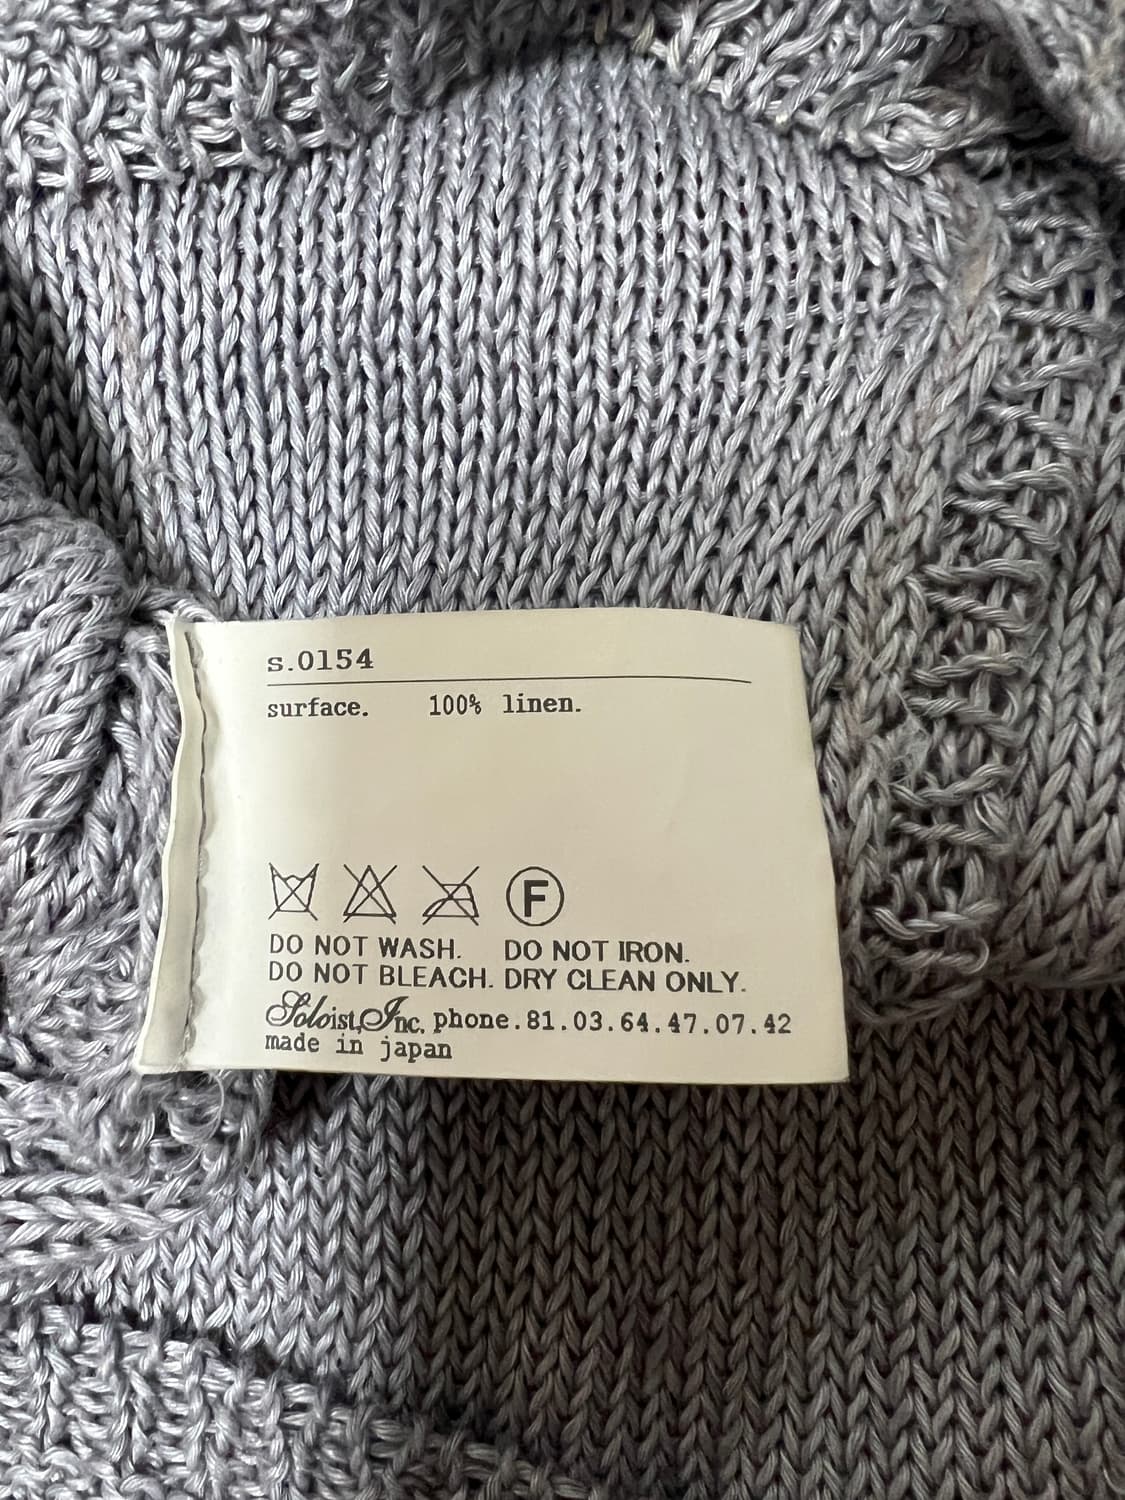 s.0154
surface. 100% linen.
F
DO NOT WASH. DO NOT IRON.
DO NOT BLEACH. DRY CLEAN ONLY.
Soloist,Inc. phone.81.03.64.47.07.42
made in japan